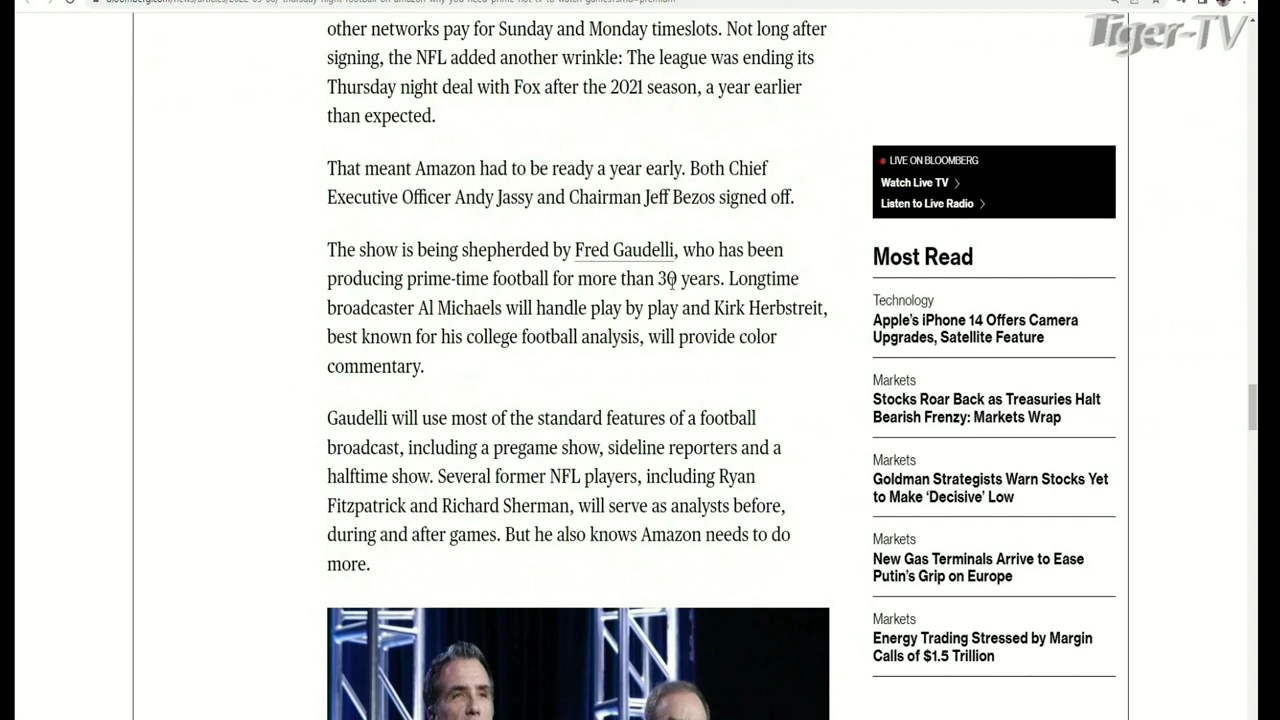 other networks pay for Sunday and Monday timeslots. Not long after
signing, the NFL added another wrinkle: The league was ending its
Thursday night deal with Fox after the 2021 season, a year earlier
than expected.
That meant Amazon had to be ready a year early. Both Chief
Executive Officer Andy Jassy and Chairman Jeff Bezos signed off.
The show is being shepherded by Fred Gaudelli, who has been
producing prime-time football for more than 30 years. Longtime
broadcaster Al Michaels will handle play by play and Kirk Herbstreit,
best known for his college football analysis, will provide color
commentary.
Gaudelli will use most of the standard features of a football
broadcast, including a pregame show, sideline reporters and a
halftime show. Several former NFL players, including Ryan
Fitzpatrick and Richard Sherman, will serve as analysts before,
during and after games. But he also knows Amazon needs to do
more.
Tiger-TV
LIVE ON BLOOMBERG
Watch Live TV
Listen to Live Radio
Most Read
Technology
Apple's iPhone 14 Offers Camera
Upgrades, Satellite Feature
Markets
Stocks Roar Back as Treasuries Halt
Bearish Frenzy: Markets Wrap
Markets
Goldman Strategists Warn Stocks Yet
to Make ‘Decisive’ Low
Markets
New Gas Terminals Arrive to Ease
Putin's Grip on Europe
Markets
Energy Trading Stressed by Margin
Calls of $1.5 Trillion